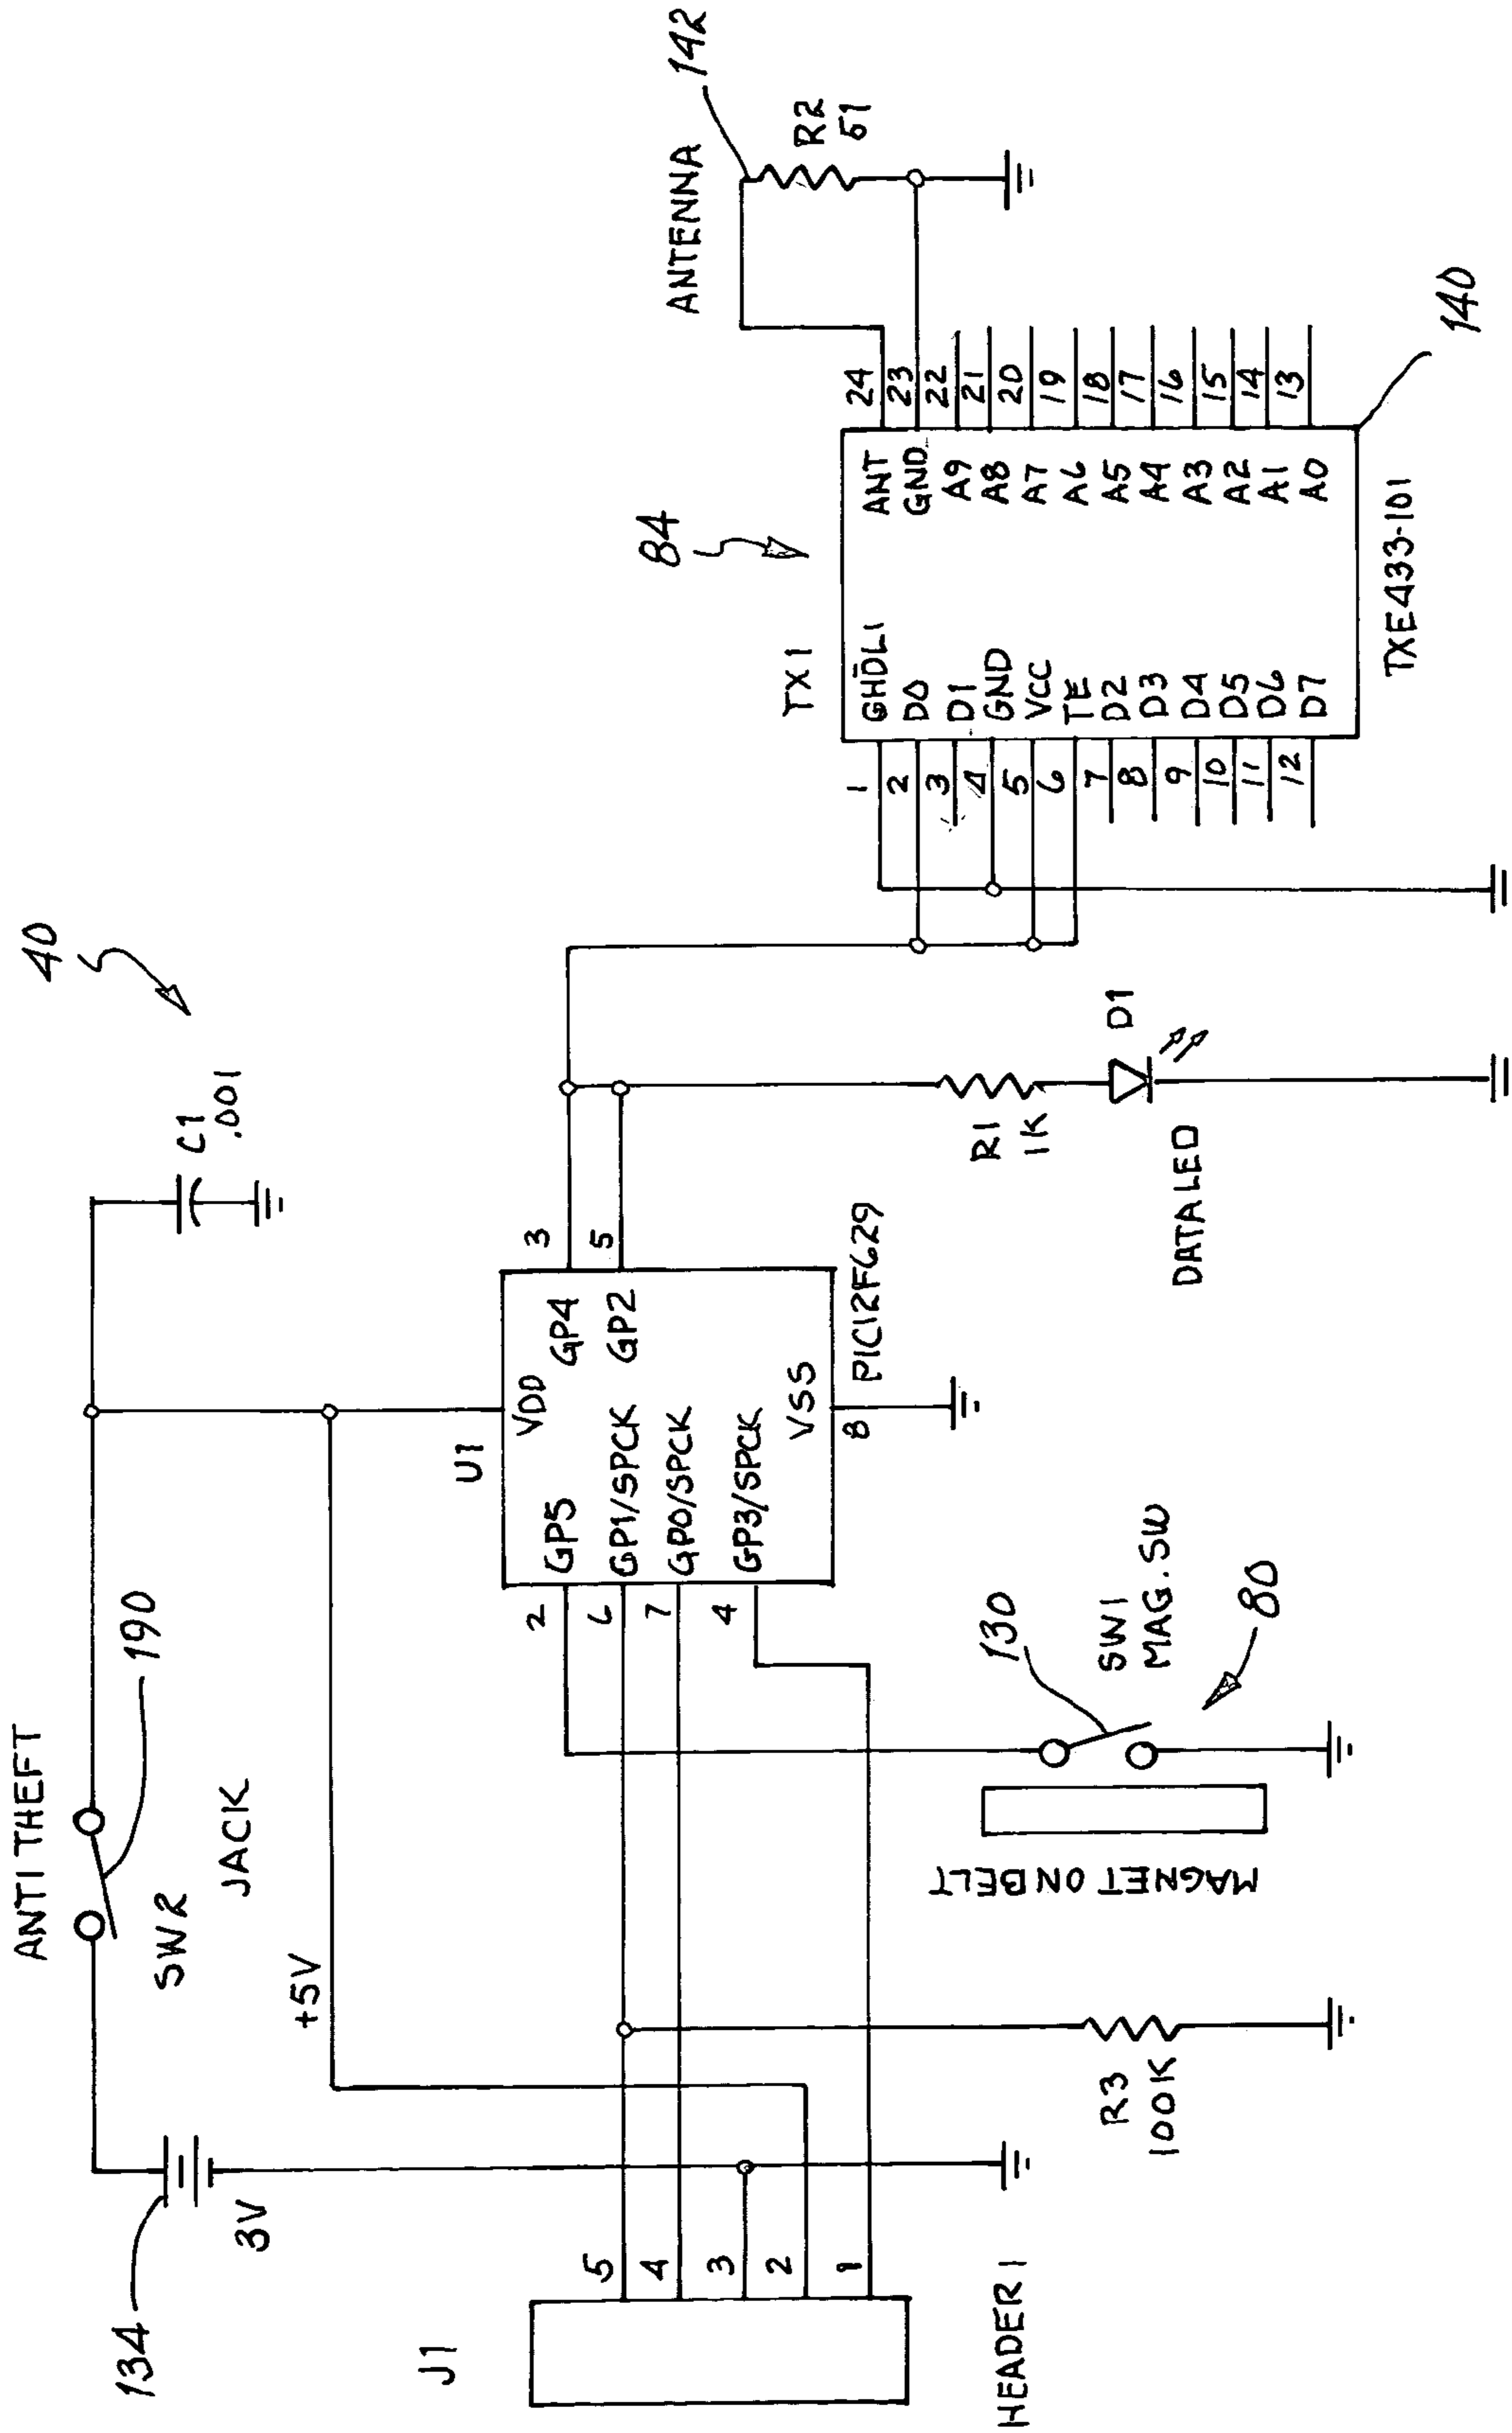 40
ANTI THEFT
190
SW2
JACK
134
3V
+5V
C1
.001
J1
HEADER 1
5
4
3
2
1
R3
100K
MAGNET ON BELT
130
SW1
MAG. SW
80
U1
VDD
GP5
GP1/SPCK
GP0/SPCK
GP3/SPCK
GP4
GP2
VSS
2
6
7
4
3
5
8
PIC12F629
R1
1K
D1
DATA LED
TX1
84
GND
D0
D1
GND
VCC
TE
D2
D3
D4
D5
D6
D7
1
2
3
4
5
6
7
8
9
10
11
12
ANT
GND
A9
A8
A7
A6
A5
A4
A3
A2
A1
A0
24
23
22
21
20
19
18
17
16
15
14
13
TXE433-101
140
ANTENNA
142
R2
51